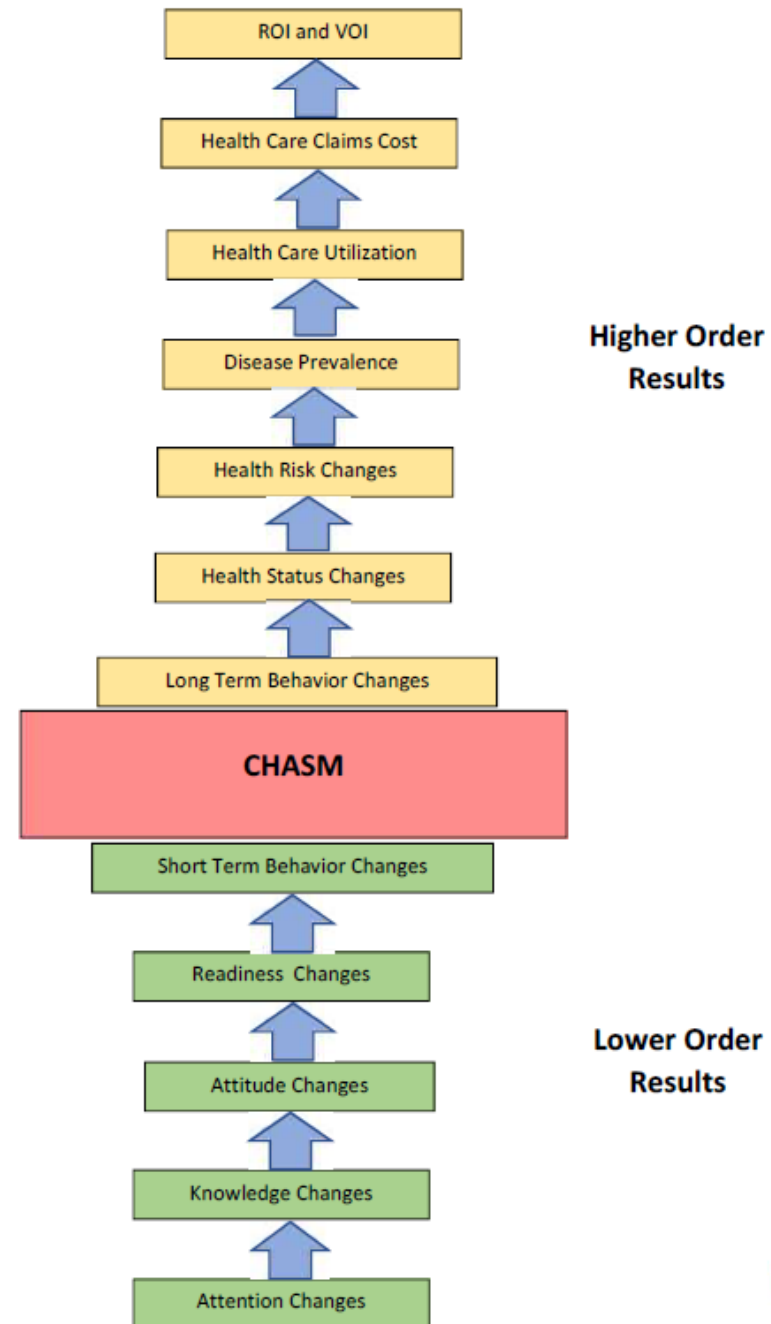 ROI and VOI
Health Care Claims Cost
Health Care Utilization
Higher Order
Results
Disease Prevalence
Health Risk Changes
Health Status Changes
Long Term Behavior Changes
CHASM
Short Term Behavior Changes
Readiness Changes
Lower Order
Results
Attitude Changes
Knowledge Changes
Attention Changes